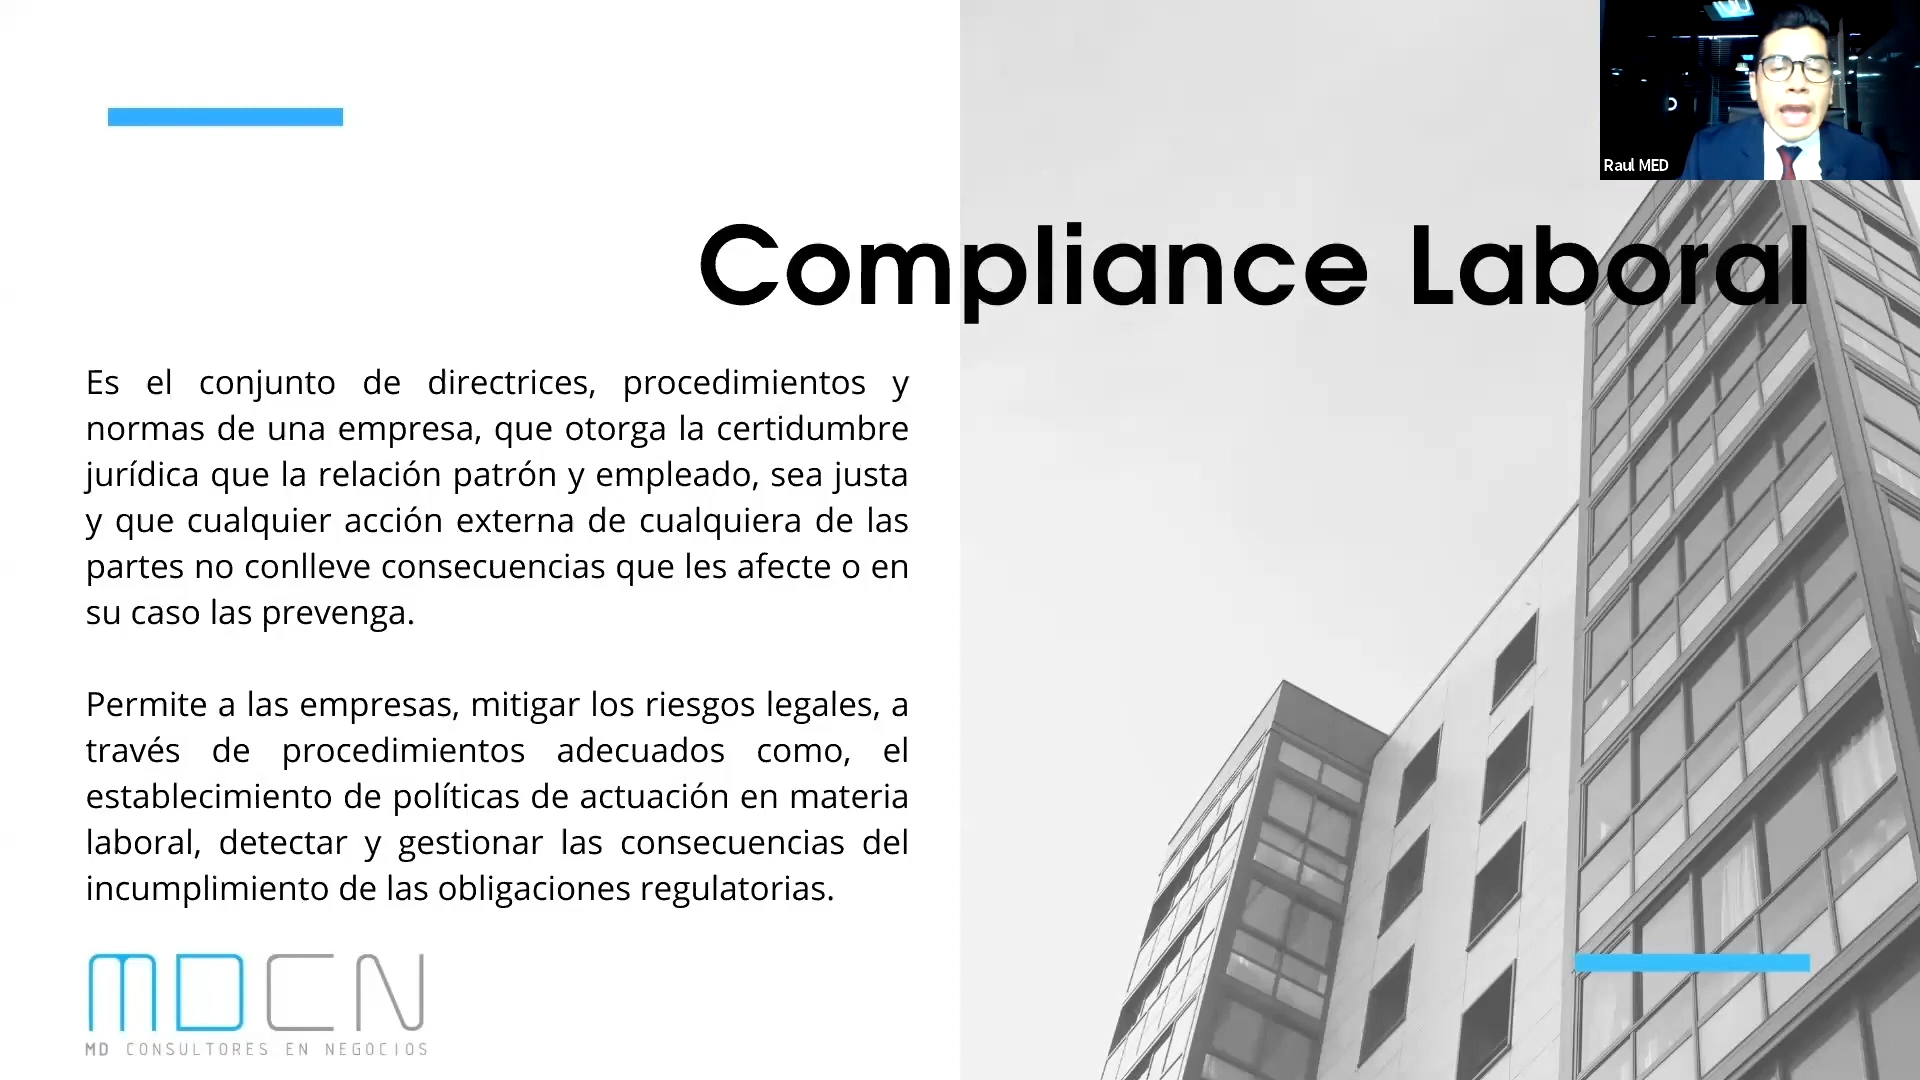 Raul MED
Compliance Laboral
Es el conjunto de directrices, procedimientos y
normas de una empresa, que otorga la certidumbre
jurídica que la relación patrón y empleado, sea justa
y que cualquier acción externa de cualquiera de las
partes no conlleve consecuencias que les afecte o en
su caso las prevenga.
Permite a las empresas, mitigar los riesgos legales, a
través de procedimientos adecuados como, el
establecimiento de políticas de actuación en materia
laboral, detectar y gestionar las consecuencias del
incumplimiento de las obligaciones regulatorias.
MDCN
MD CONSULTORES EN NEGOCIOS